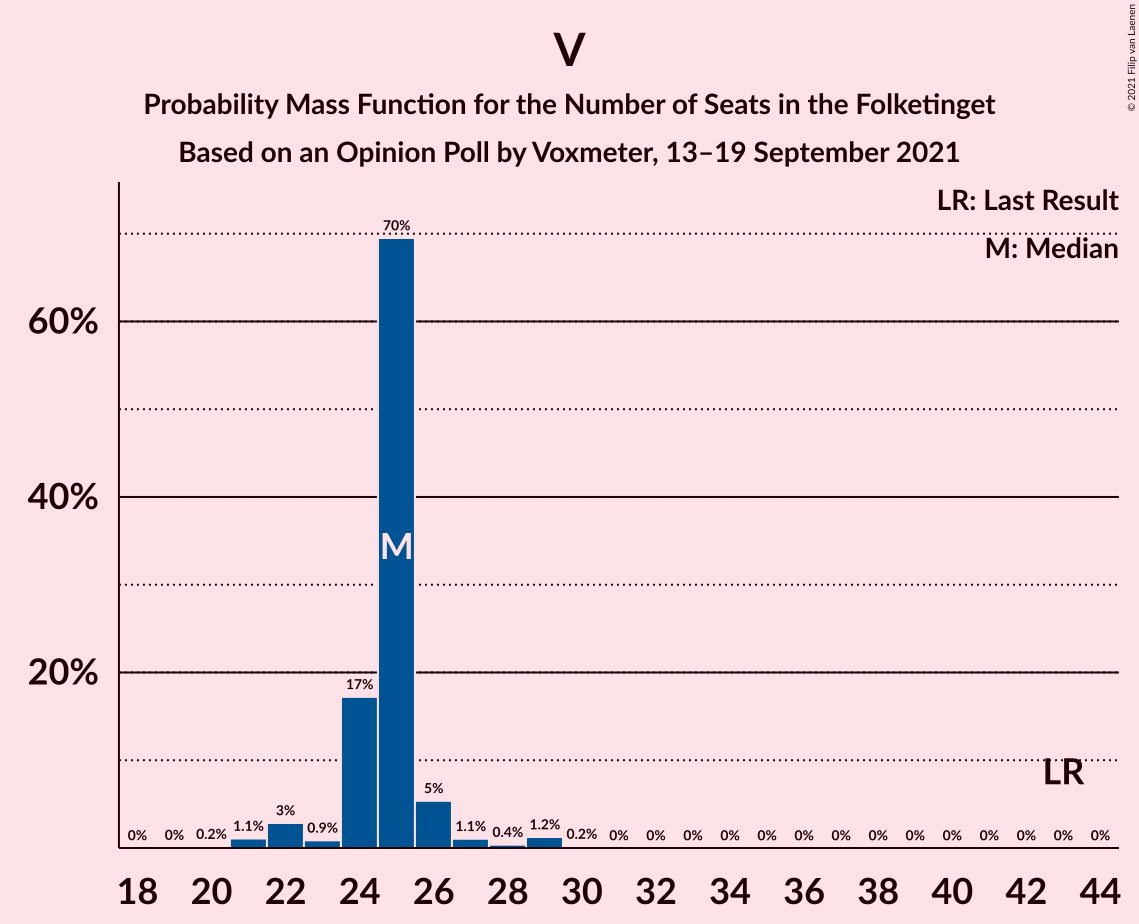 V
Probability Mass Function for the Number of Seats in the Folketinget
Based on an Opinion Poll by Voxmeter, 13–19 September 2021
© 2021 Filip van Laenen
LR: Last Result
M: Median
70%
60%
40%
M
20%
17%
LR
5%
3%
0% 0% 0.2% 1.1% 0.9% 1.1% 0.4% 1.2% 0.2% 0% 0% 0% 0% 0% 0% 0% 0% 0% 0% 0% 0% 0% 0%
18 20 22 24 26 28 30 32 34 36 38 40 42 44